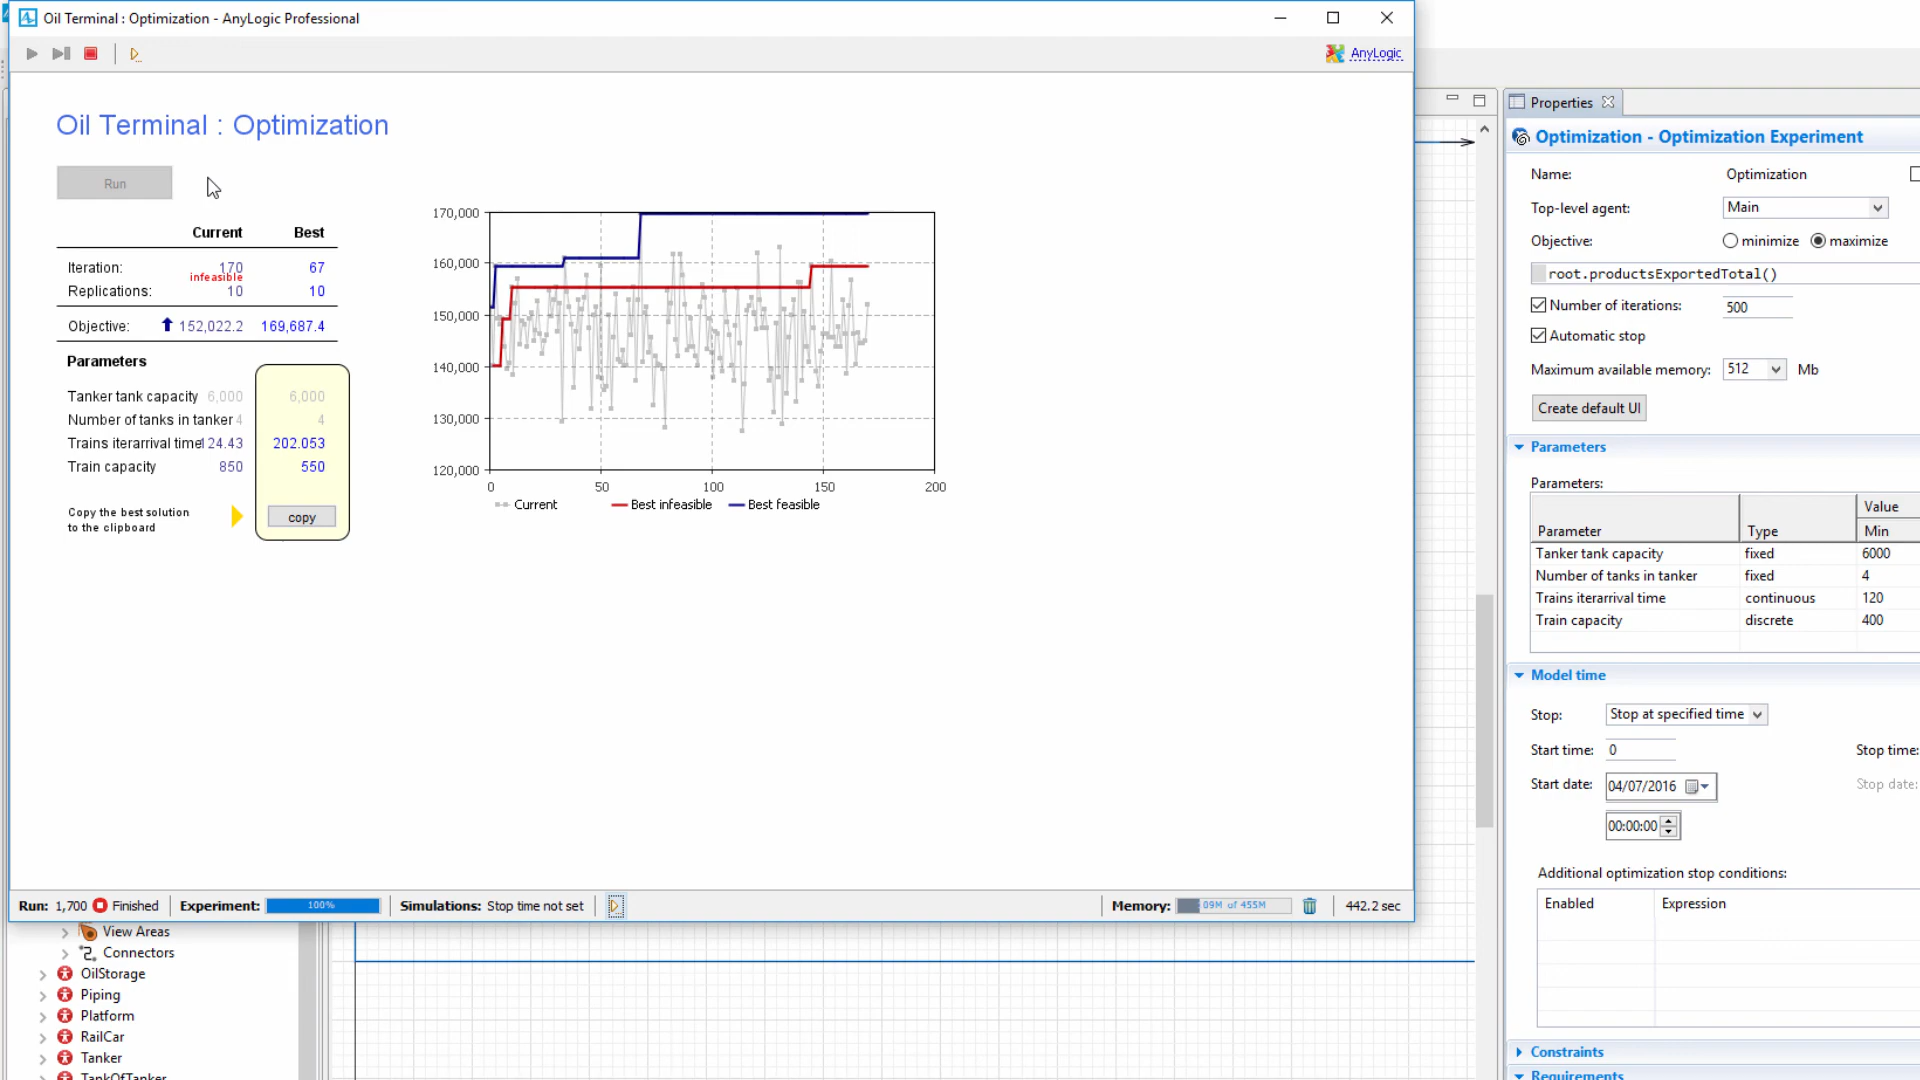 Oil Terminal : Optimization - AnyLogic Professional
AnyLogic
Oil Terminal : Optimization
Run
Current Best
Iteration: 170 67
infeasible
Replications: 10 10
Objective: 152,022.2 169,687.4
Parameters
Tanker tank capacity 6,000 6,000
Number of tanks in tanker 4 4
Trains iterarrival time 24.43 202.053
Train capacity 850 550
Copy the best solution
to the clipboard
copy
170,000
160,000
150,000
140,000
130,000
120,000
0 50 100 150 200
Current Best infeasible Best feasible
Run: 1,700 Finished Experiment: 100% Simulations: Stop time not set Memory: 09M of 455M 442.2 sec
View Areas
Connectors
OilStorage
Piping
Platform
RailCar
Tanker
TankOfTanker
Properties
Optimization - Optimization Experiment
Name: Optimization
Top-level agent: Main
Objective: minimize maximize
root.productsExportedTotal()
Number of iterations: 500
Automatic stop
Maximum available memory: 512 Mb
Create default UI
Parameters
Parameters:
Value
Parameter Type Min
Tanker tank capacity fixed 6000
Number of tanks in tanker fixed 4
Trains iterarrival time continuous 120
Train capacity discrete 400
Model time
Stop: Stop at specified time
Start time: 0 Stop time:
Start date: 04/07/2016 Stop date:
00:00:00
Additional optimization stop conditions:
Enabled Expression
Constraints
Requirements